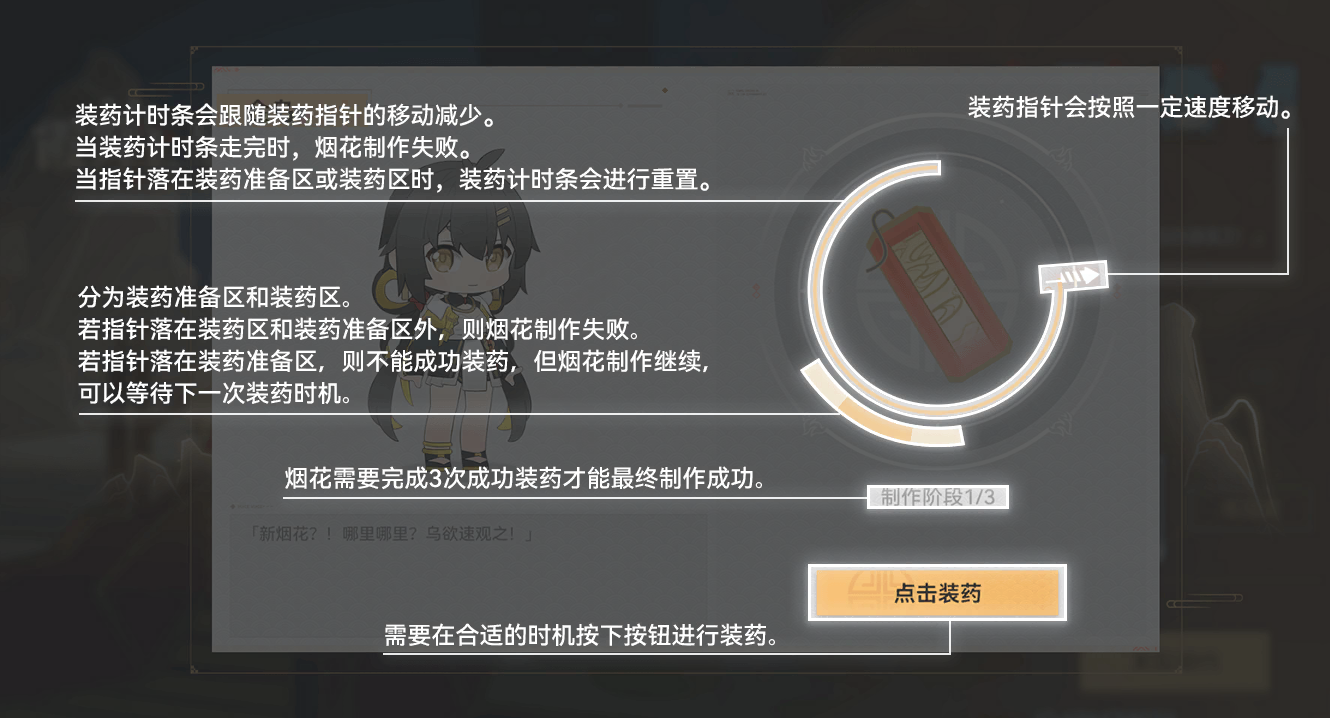 装药计时条会跟随装药指针的移动减少。
当装药计时条走完时，烟花制作失败。
当指针落在装药准备区或装药区时，装药计时条会进行重置。
装药指针会按照一定速度移动。
分为装药准备区和装药区。
若指针落在装药区和装药准备区外，则烟花制作失败。
若指针落在装药准备区，则不能成功装药，但烟花制作继续，
可以等待下一次装药时机。
烟花需要完成3次成功装药才能最终制作成功。
制作阶段1/3
「新烟花？！哪里哪里？乌欲速观之！」
点击装药
需要在合适的时机按下按钮进行装药。